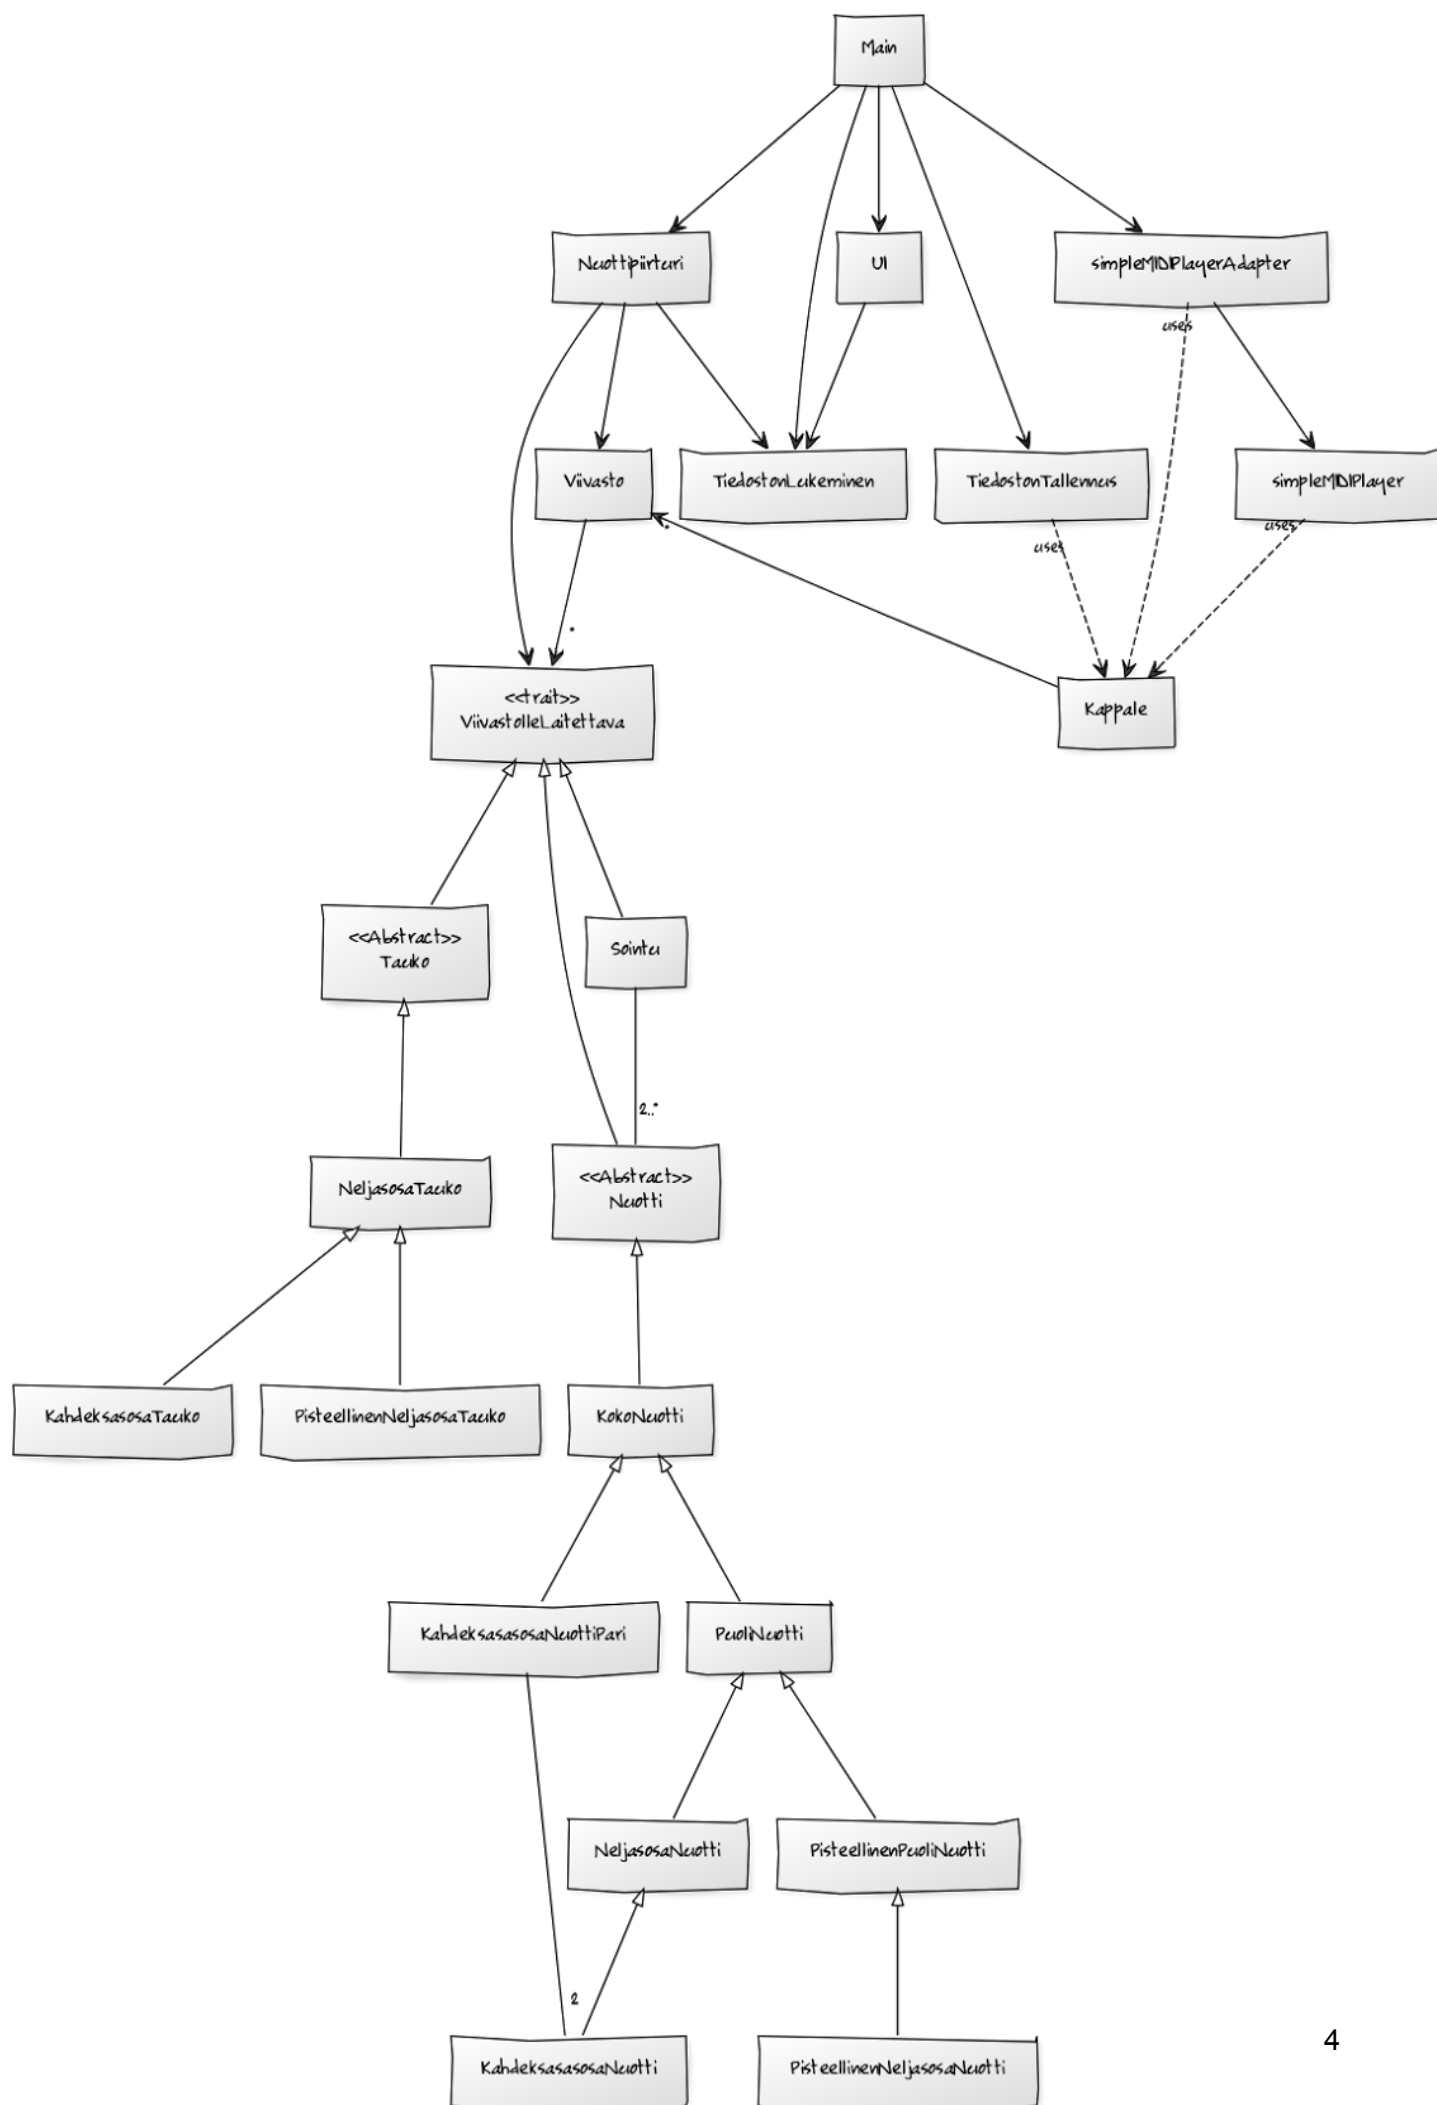 Main
Nuottipiirturi
UI
simpleMIDIPlayerAdapter
uses
Viivasto
TiedostonLukeminen
TiedostonTallennus
simpleMIDIPlayer
*
uses
uses
*
<<trait>>
ViivastolleLaitettava
Kappale
<<Abstract>>
Tauko
Sointu
2..*
<<Abstract>>
Nuotti
NeljasosaTauko
KahdeksasosaTauko
PisteellinenNeljasosaTauko
KokoNuotti
KahdeksasasosaNuottiPari
PuoliNuotti
NeljasosaNuotti
PisteellinenPuoliNuotti
2
KahdeksasasosaNuotti
PisteellinenNeljasosaNuotti
4